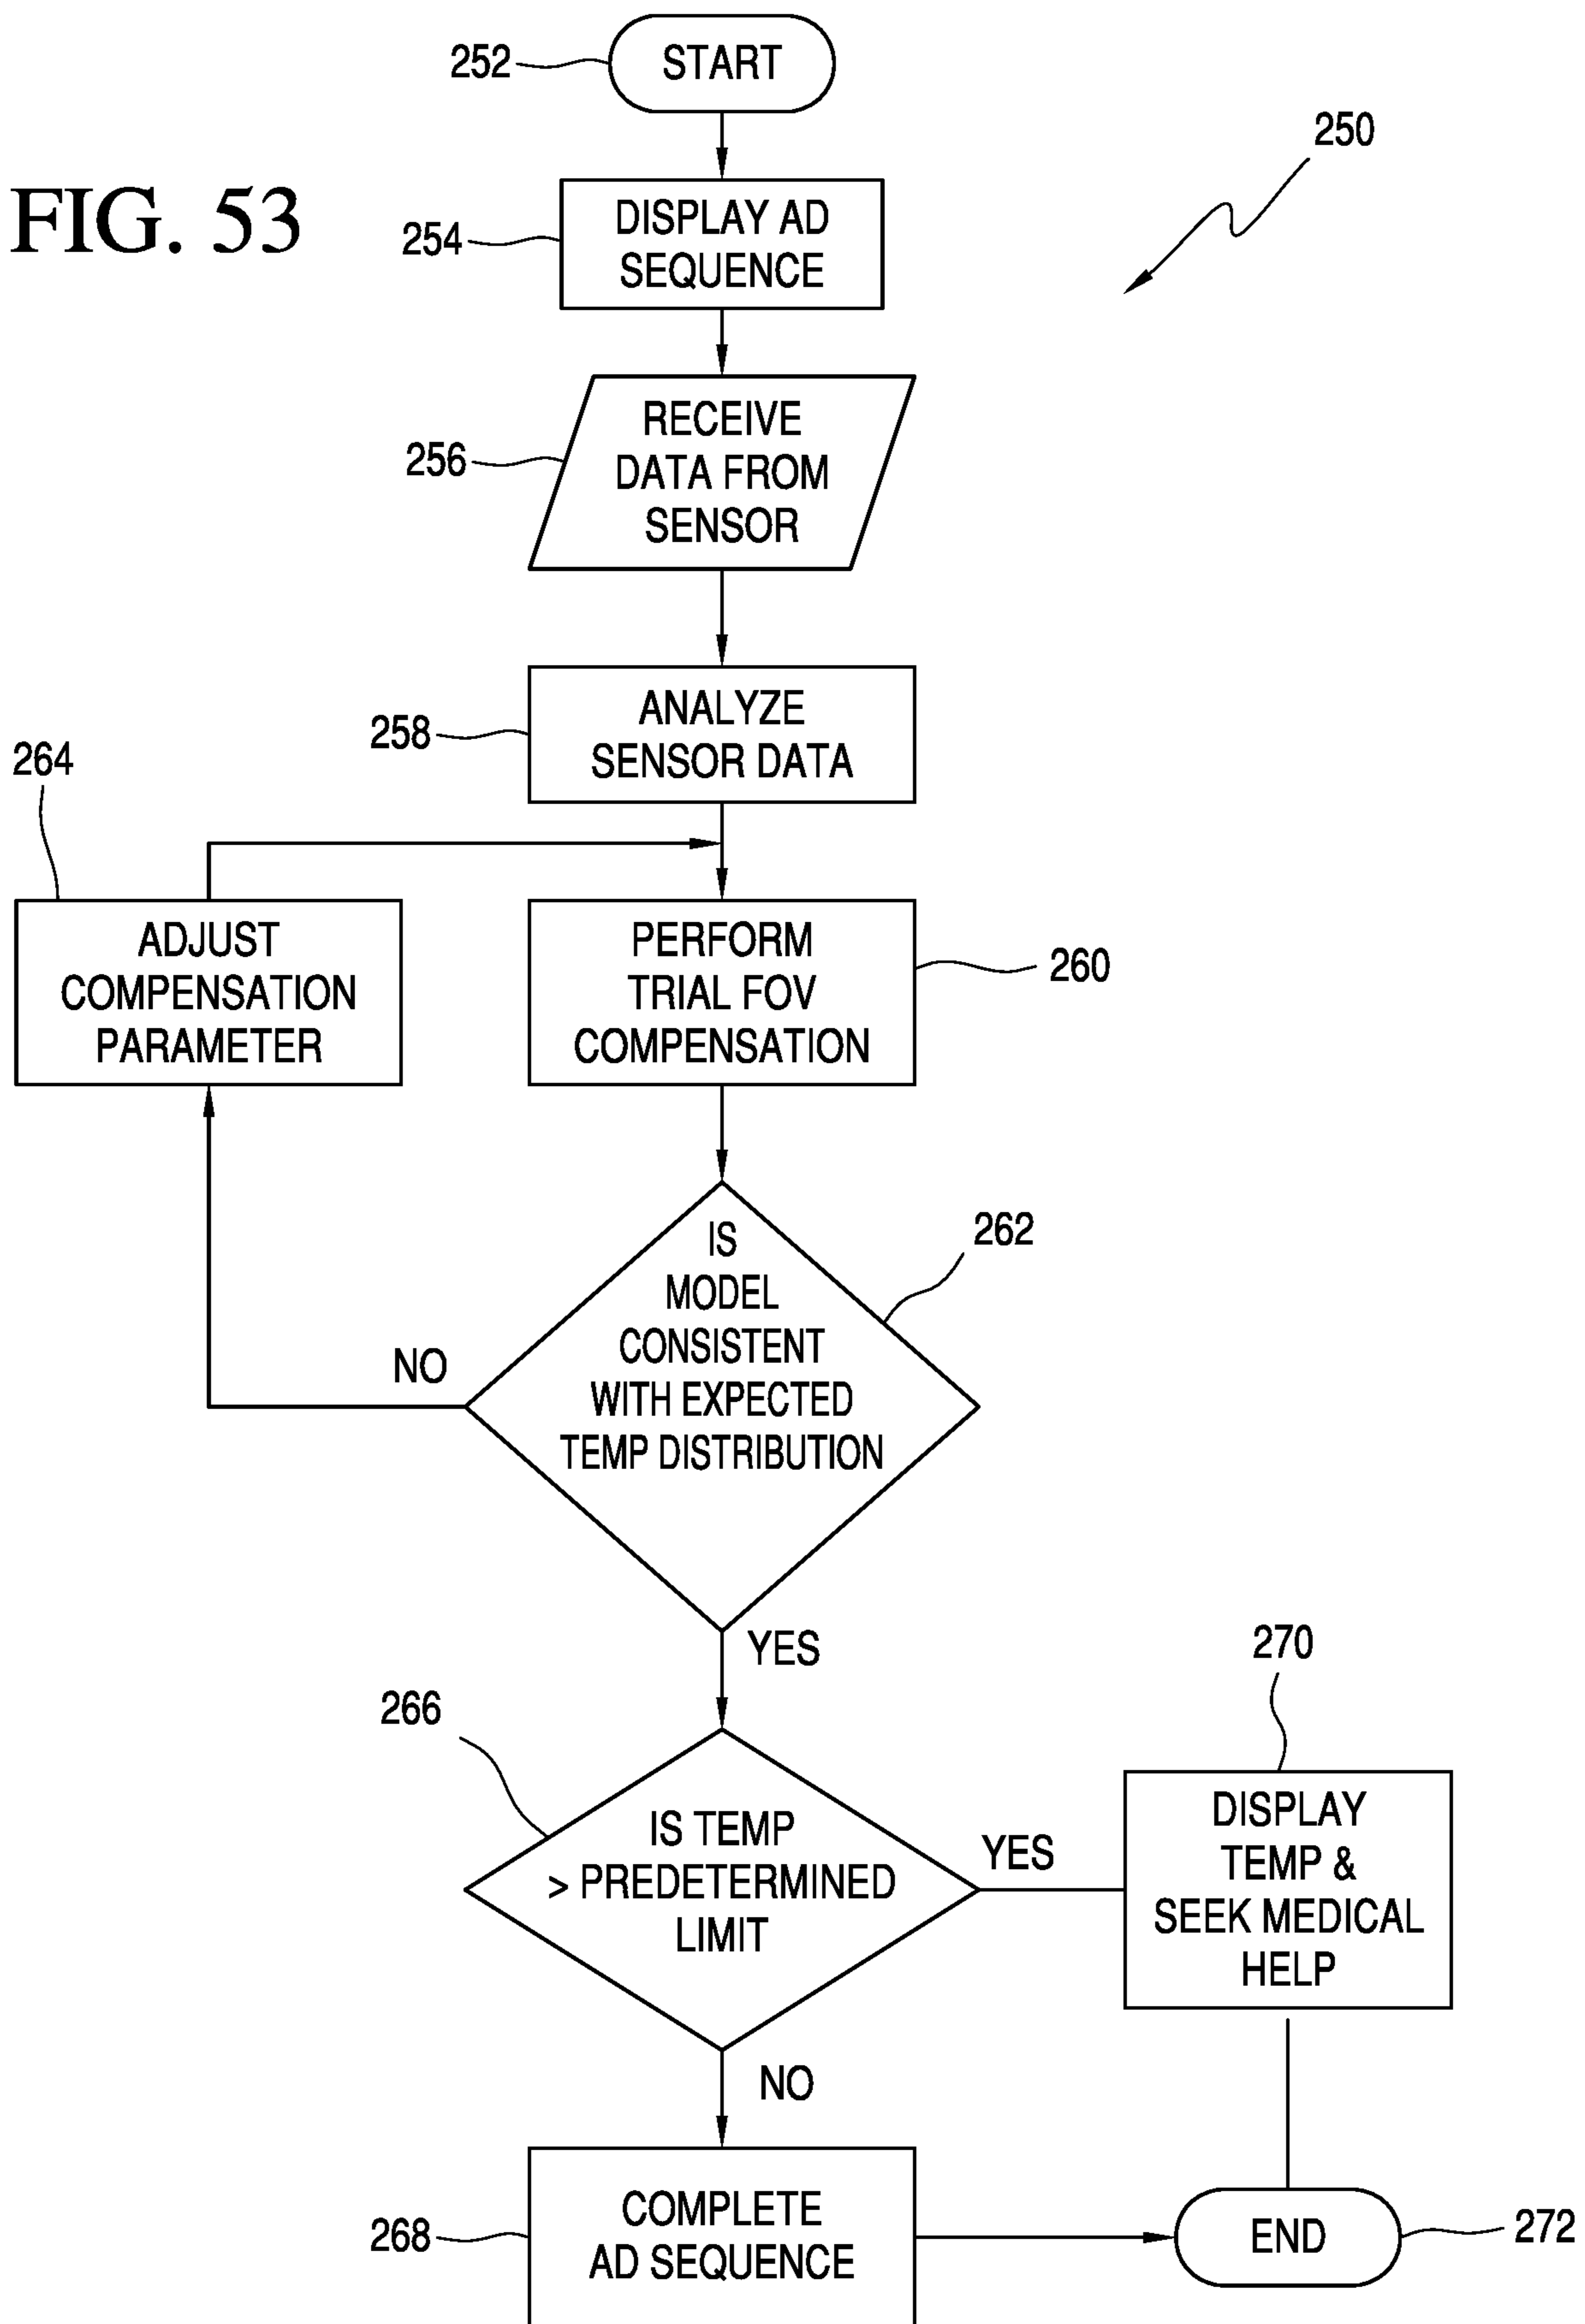 252
START
250
FIG. 53
254
DISPLAY AD
SEQUENCE
256
RECEIVE
DATA FROM
SENSOR
258
ANALYZE
SENSOR DATA
264
ADJUST
COMPENSATION
PARAMETER
PERFORM
TRIAL FOV
COMPENSATION
260
IS
MODEL
CONSISTENT
WITH EXPECTED
TEMP DISTRIBUTION
262
NO
YES
266
IS TEMP
> PREDETERMINED
LIMIT
YES
270
DISPLAY
TEMP &
SEEK MEDICAL
HELP
NO
268
COMPLETE
AD SEQUENCE
END
272